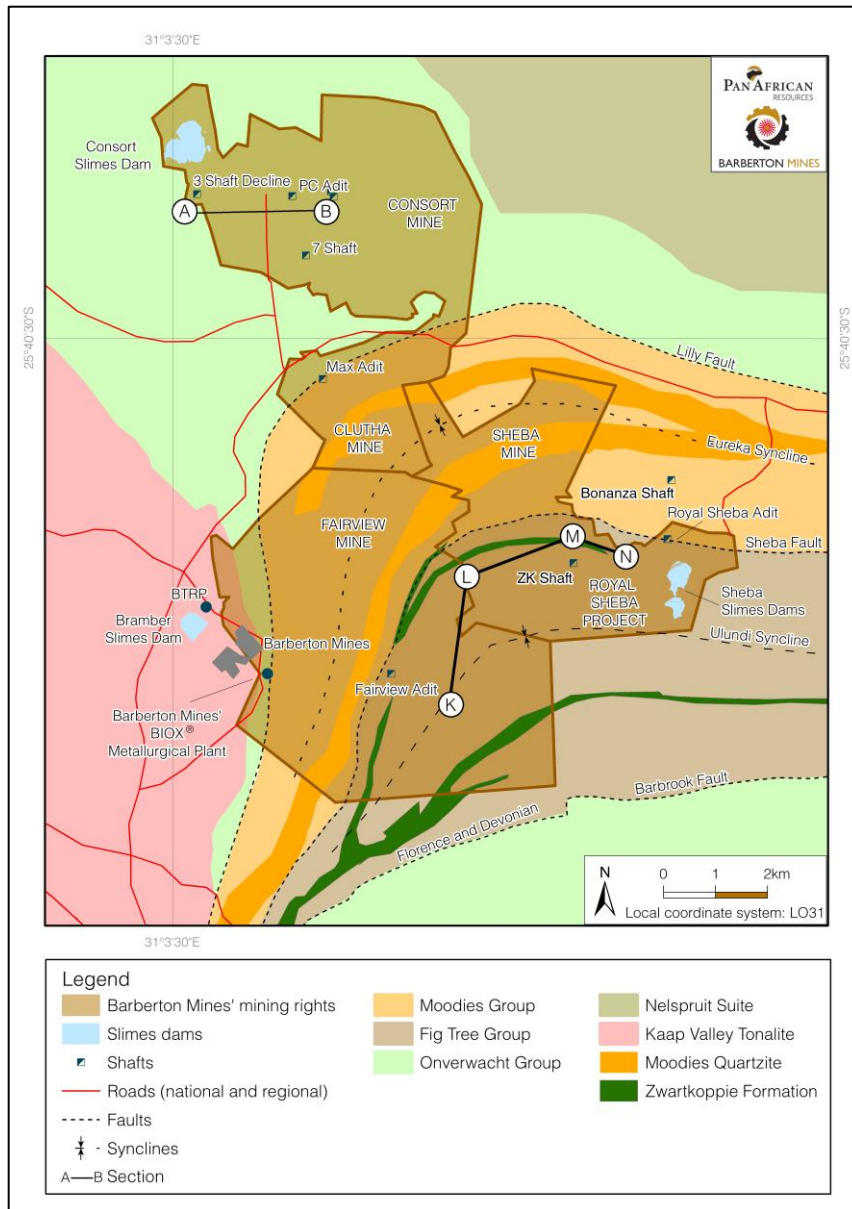 31°3'30"E
PAN AFRICAN
RESOURCES
BARBERTON MINES
Consort
Slimes Dam
3 Shaft Decline
PC Adit
A
B
CONSORT
MINE
7 Shaft
25°40'30"S
25°40'30"S
Lilly Fault
Max Adit
CLUTHA
MINE
SHEBA
MINE
Eureka Syncline
Bonanza Shaft
Royal Sheba Adit
FAIRVIEW
MINE
M
N
Sheba Fault
L
ZK Shaft
ROYAL
SHEBA
PROJECT
Sheba
Slimes Dams
BTRP
Bramber
Slimes Dam
Ulundi Syncline
Barberton Mines
Fairview Adit
K
Barberton Mines'
BIOX®
Metallurgical Plant
Barbrook Fault
Florence and Devonian
N
0 1 2km
Local coordinate system: LO31
31°3'30"E
Legend
Barberton Mines' mining rights
Slimes dams
Shafts
Roads (national and regional)
Faults
Synclines
A—B Section
Moodies Group
Fig Tree Group
Onverwacht Group
Nelspruit Suite
Kaap Valley Tonalite
Moodies Quartzite
Zwartkoppie Formation